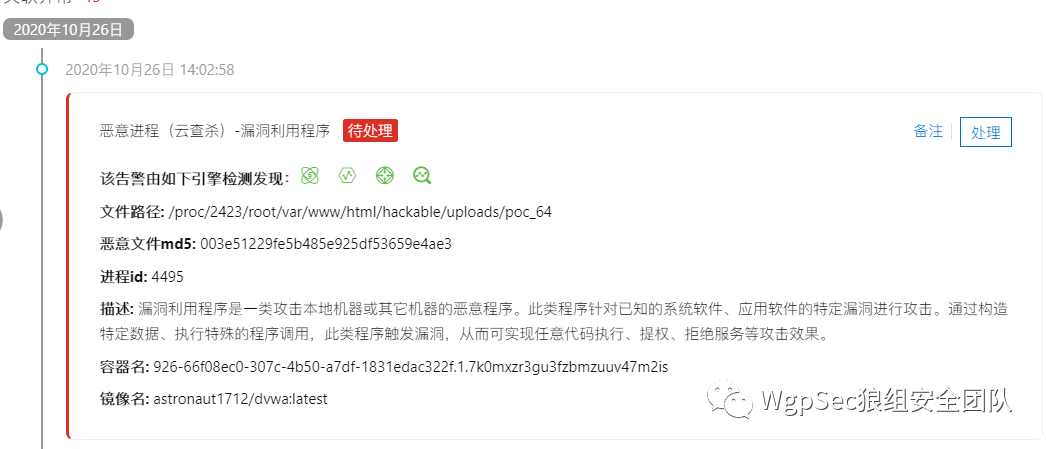 2020年10月26日
2020年10月26日 14:02:58
恶意进程（云查杀）-漏洞利用程序 待处理 备注 处理
该告警由如下引擎检测发现：
文件路径: /proc/2423/root/var/www/html/hackable/uploads/poc_64
恶意文件md5: 003e51229fe5b485e925df53659e4ae3
进程id: 4495
描述: 漏洞利用程序是一类攻击本地机器或其它机器的恶意程序。此类程序针对已知的系统软件、应用软件的特定漏洞进行攻击。通过构造
特定数据、执行特殊的程序调用，此类程序触发漏洞，从而可实现任意代码执行、提权、拒绝服务等攻击效果。
容器名: 926-66f08ec0-307c-4b50-a7df-1831edac322f.1.7k0mxzr3gu3fzbmzuuv47m2is
镜像名: astronaut1712/dvwa:latest
WgpSec狼组安全团队